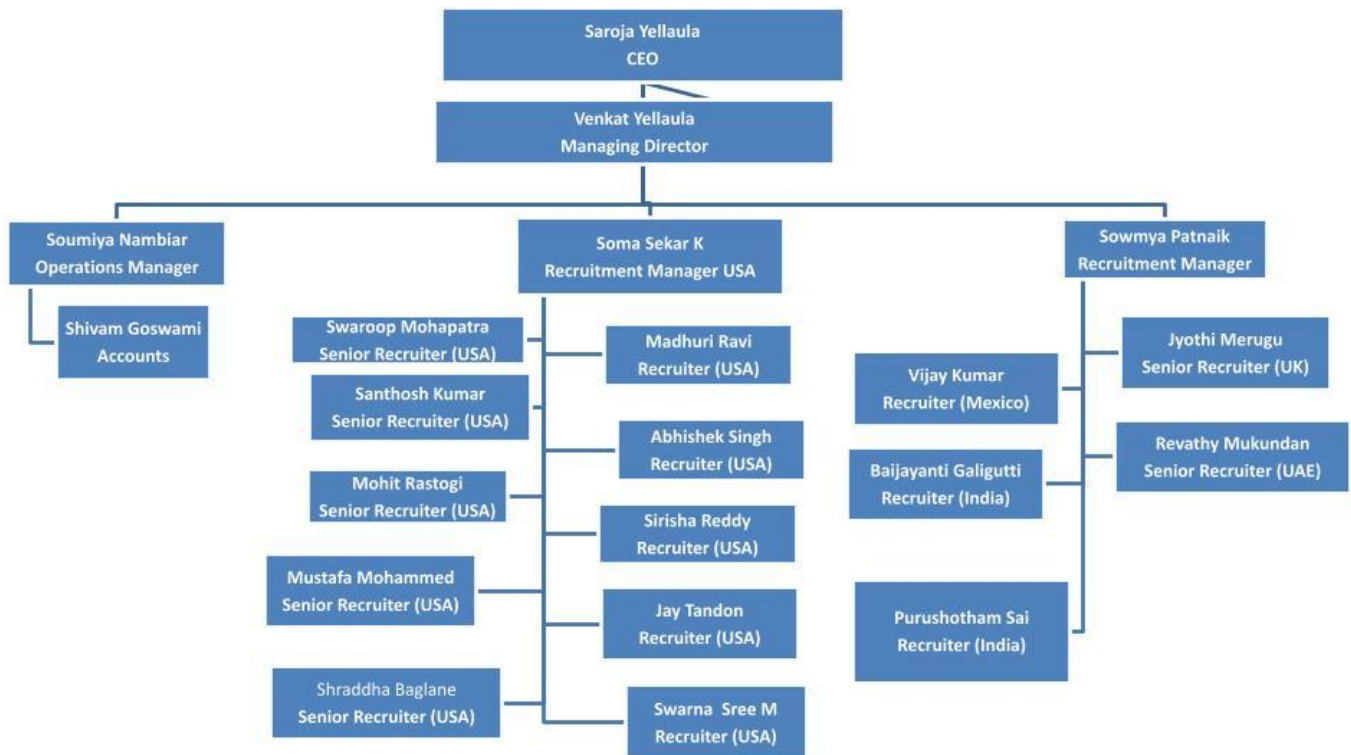 Saroja Yellaula
CEO
Venkat Yellaula
Managing Director
Soumiya Nambiar
Operations Manager
Shivam Goswami
Accounts
Soma Sekar K
Recruitment Manager USA
Swaroop Mohapatra
Senior Recruiter (USA)
Madhuri Ravi
Recruiter (USA)
Santhosh Kumar
Senior Recruiter (USA)
Abhishek Singh
Recruiter (USA)
Mohit Rastogi
Senior Recruiter (USA)
Sirisha Reddy
Recruiter (USA)
Mustafa Mohammed
Senior Recruiter (USA)
Jay Tandon
Recruiter (USA)
Shraddha Baglane
Senior Recruiter (USA)
Swarna  Sree M
Recruiter (USA)
Sowmya Patnaik
Recruitment Manager
Jyothi Merugu
Senior Recruiter (UK)
Vijay Kumar
Recruiter (Mexico)
Revathy Mukundan
Senior Recruiter (UAE)
Baijayanti Galigutti
Recruiter (India)
Purushotham Sai
Recruiter (India)